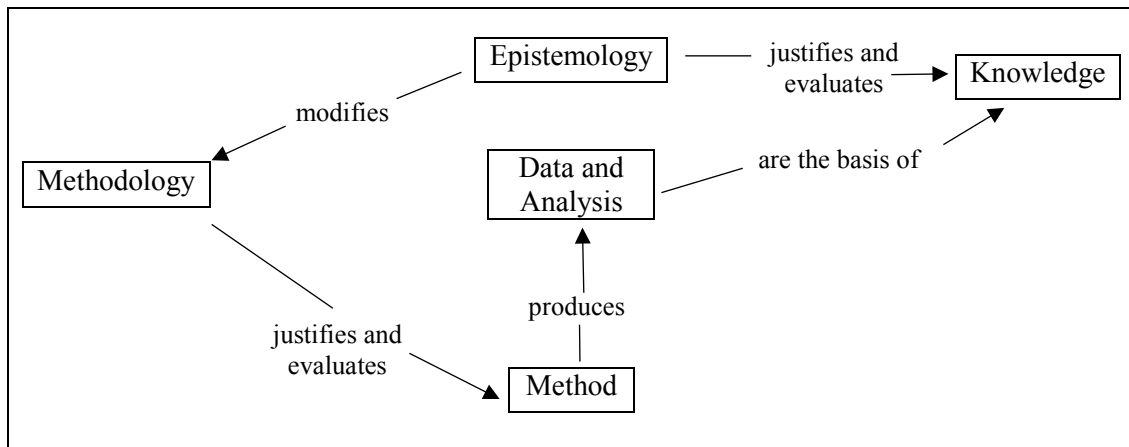 Epistemology
justifies and
evaluates
Knowledge
modifies
Methodology
Data and
Analysis
are the basis of
produces
justifies and
evaluates
Method